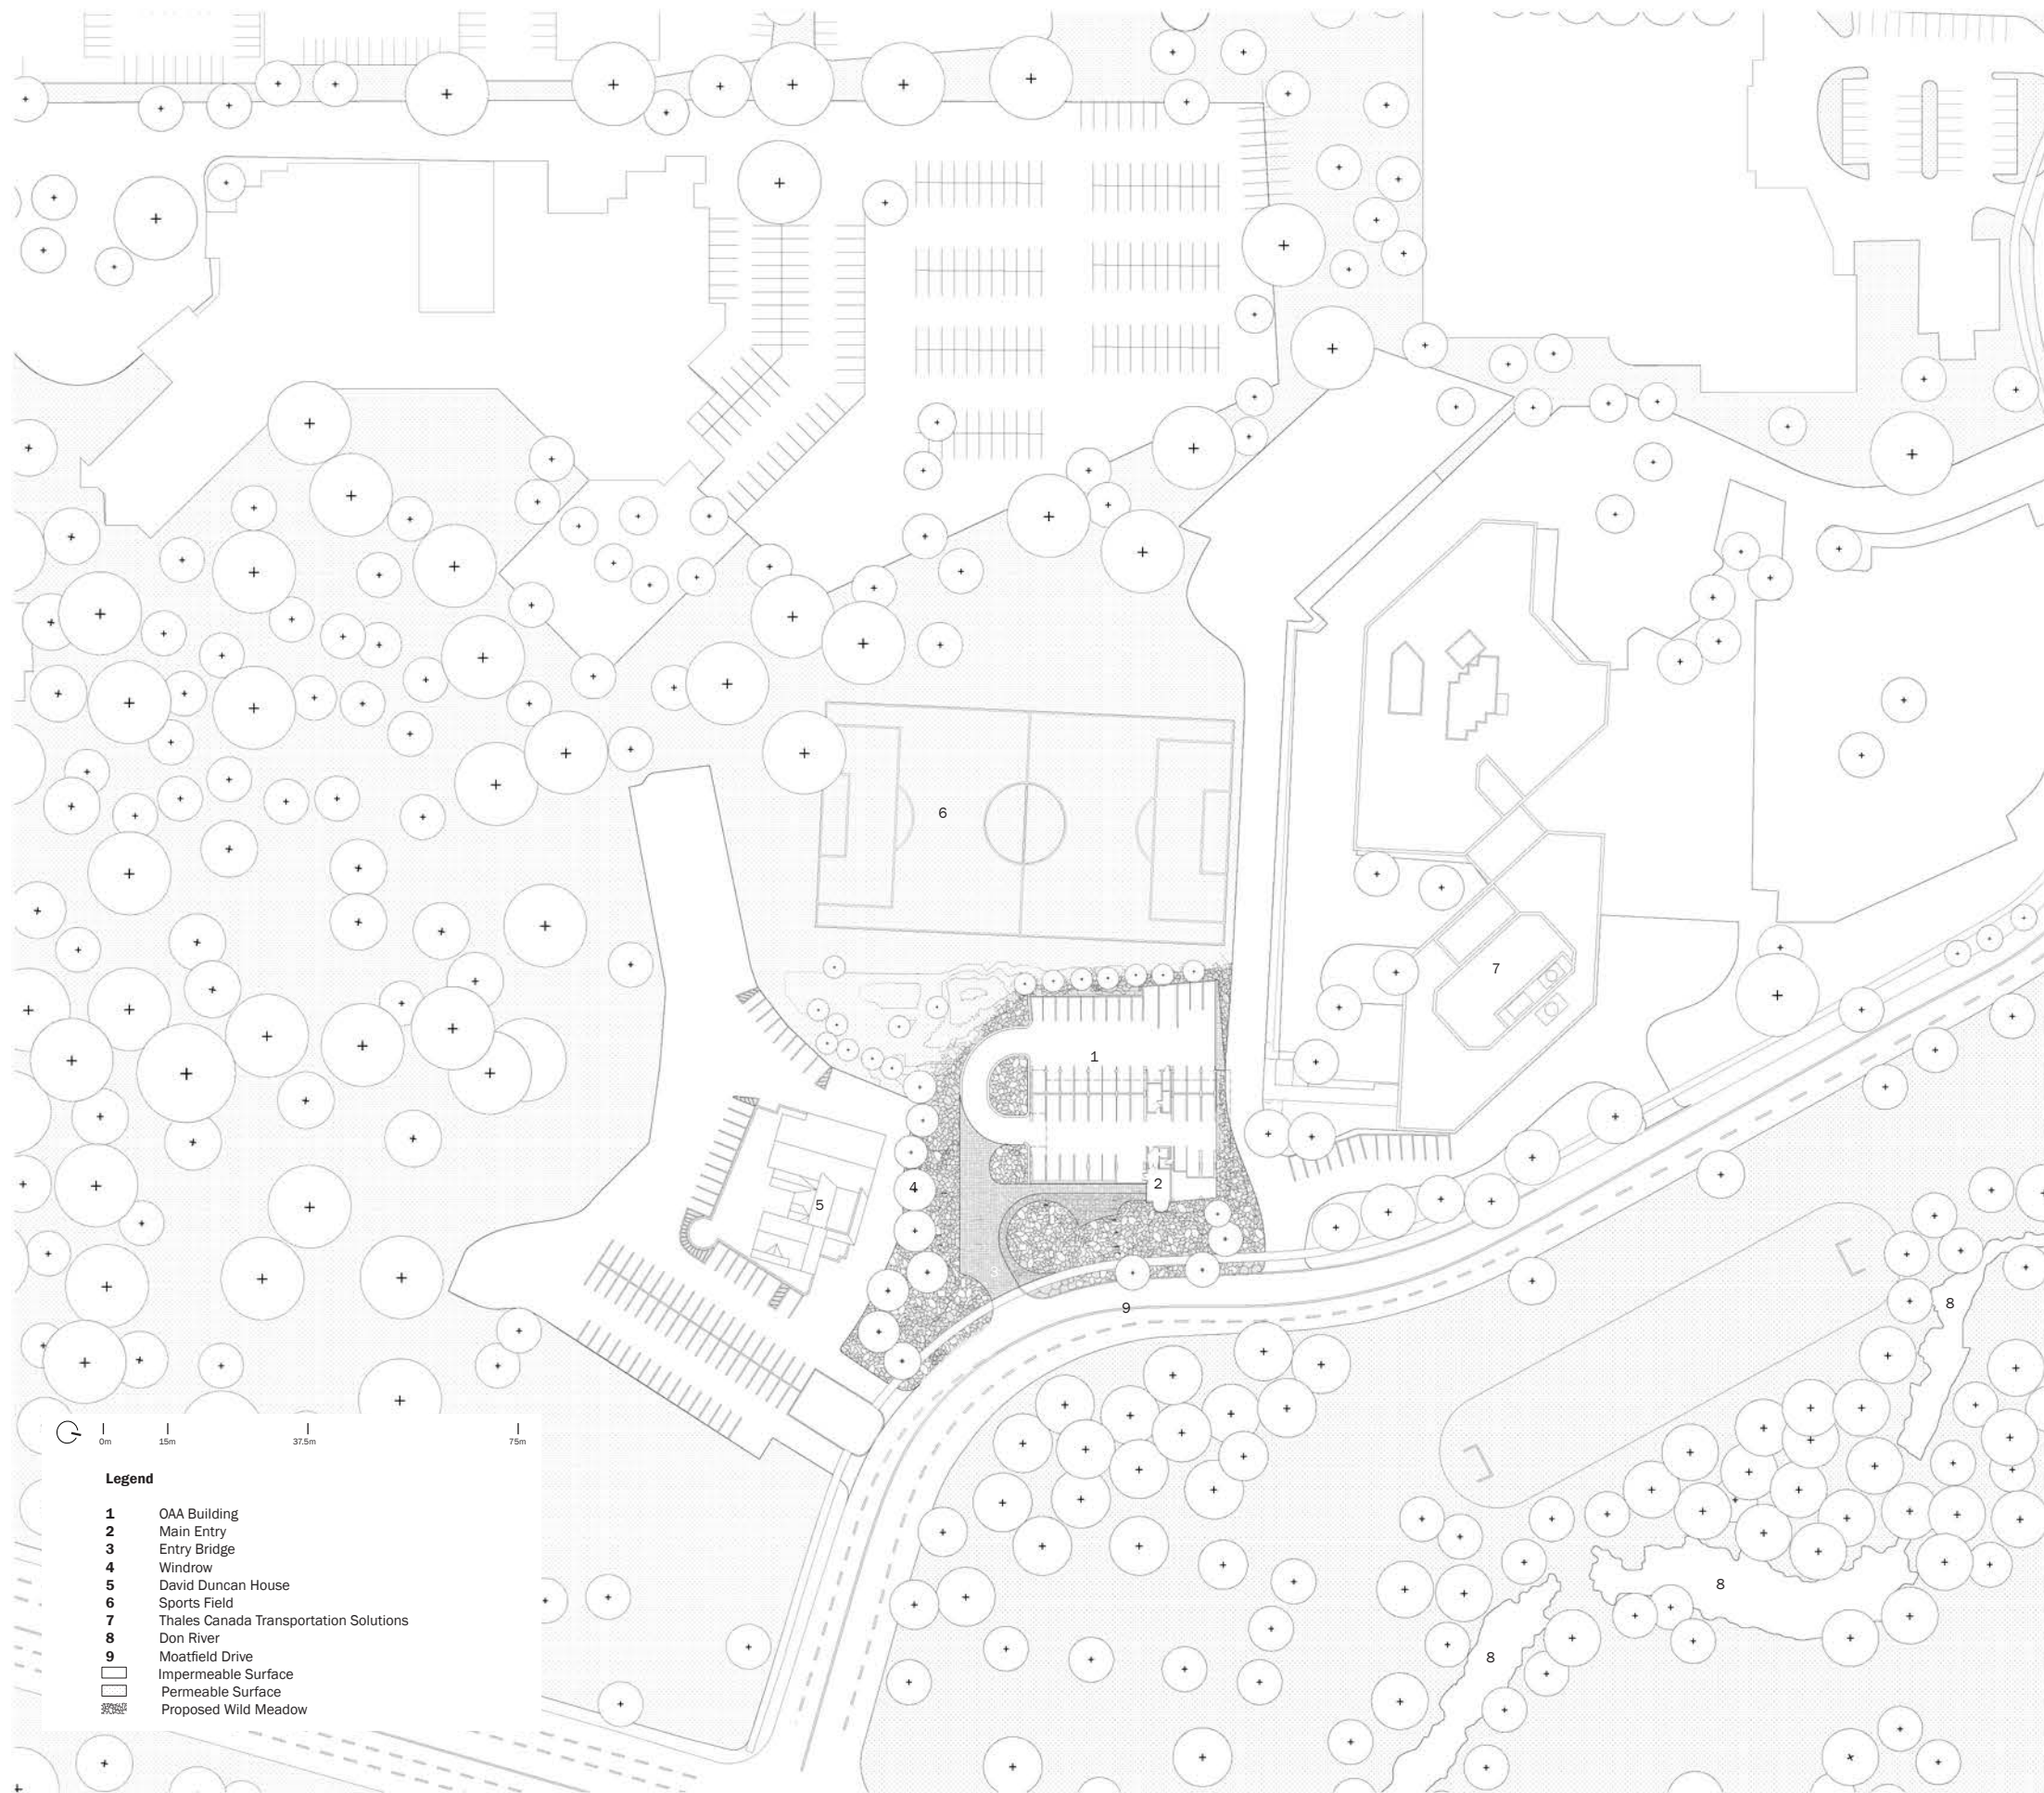 6
7
1
2
4
5
9
8
8
8
0m 15m 37.5m 75m
Legend
1 OAA Building
2 Main Entry
3 Entry Bridge
4 Windrow
5 David Duncan House
6 Sports Field
7 Thales Canada Transportation Solutions
8 Don River
9 Moatfield Drive
Impermeable Surface
Permeable Surface
Proposed Wild Meadow